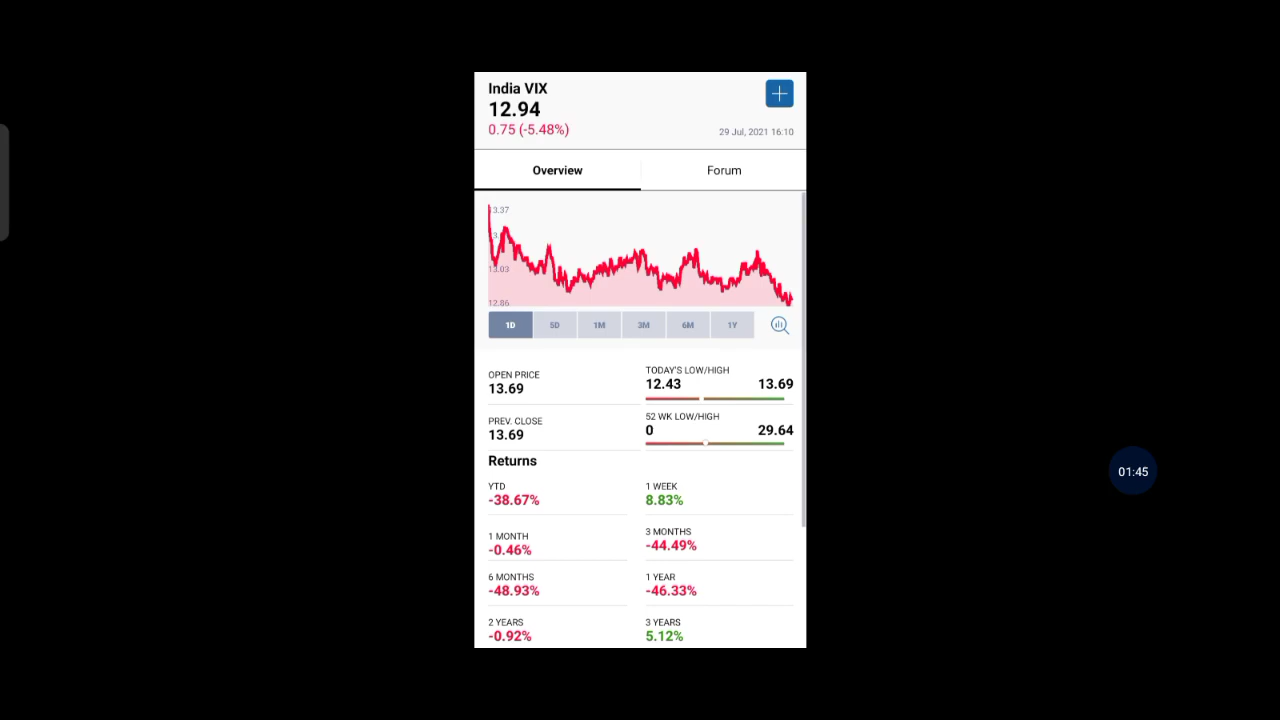 India VIX
12.94
0.75 (-5.48%)
29 Jul, 2021 16:10
Overview
Forum
13.37
13.03
12.86
1D 5D 1M 3M 6M 1Y
OPEN PRICE
13.69
TODAY'S LOW/HIGH
12.43 13.69
PREV. CLOSE
13.69
52 WK LOW/HIGH
0 29.64
Returns
YTD
-38.67%
1 WEEK
8.83%
1 MONTH
-0.46%
3 MONTHS
-44.49%
6 MONTHS
-48.93%
1 YEAR
-46.33%
2 YEARS
-0.92%
3 YEARS
5.12%
01:45